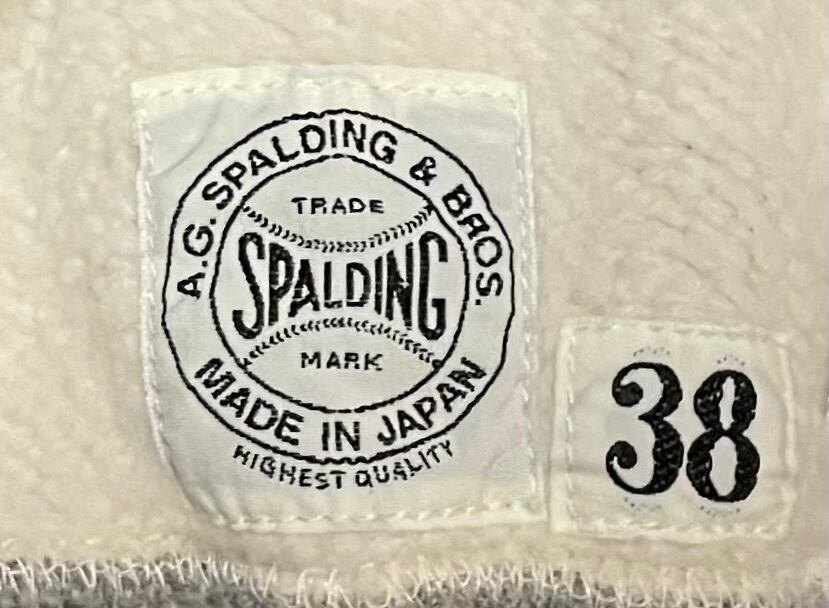 A.G. SPALDING & BROS.
TRADE
SPALDING
MARK
MADE IN JAPAN
HIGHEST QUALITY
38